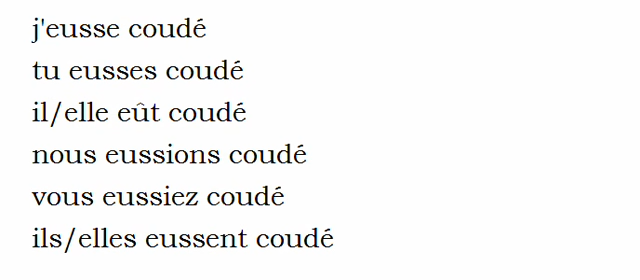 j'eusse coudé
tu eusses coudé
il/elle eût coudé
nous eussions coudé
vous eussiez coudé
ils/elles eussent coudé